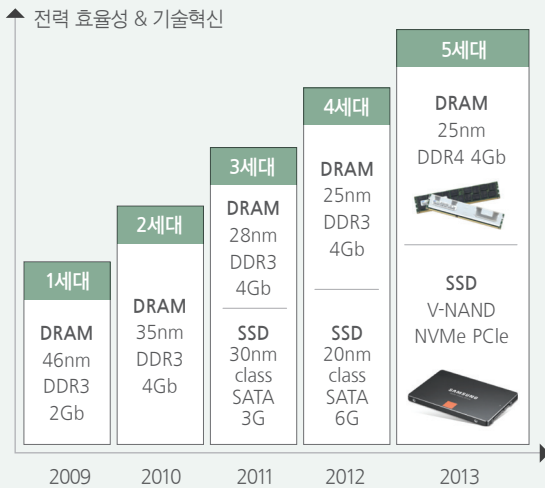 전력 효율성 & 기술혁신
1세대
DRAM
46nm
DDR3
2Gb
2009
2세대
DRAM
35nm
DDR3
4Gb
2010
3세대
DRAM
28nm
DDR3
4Gb
SSD
30nm
class
SATA
3G
2011
4세대
DRAM
25nm
DDR3
4Gb
SSD
20nm
class
SATA
6G
2012
5세대
DRAM
25nm
DDR4 4Gb
SSD
V-NAND
NVMe PCle
SAMSUNG
2013